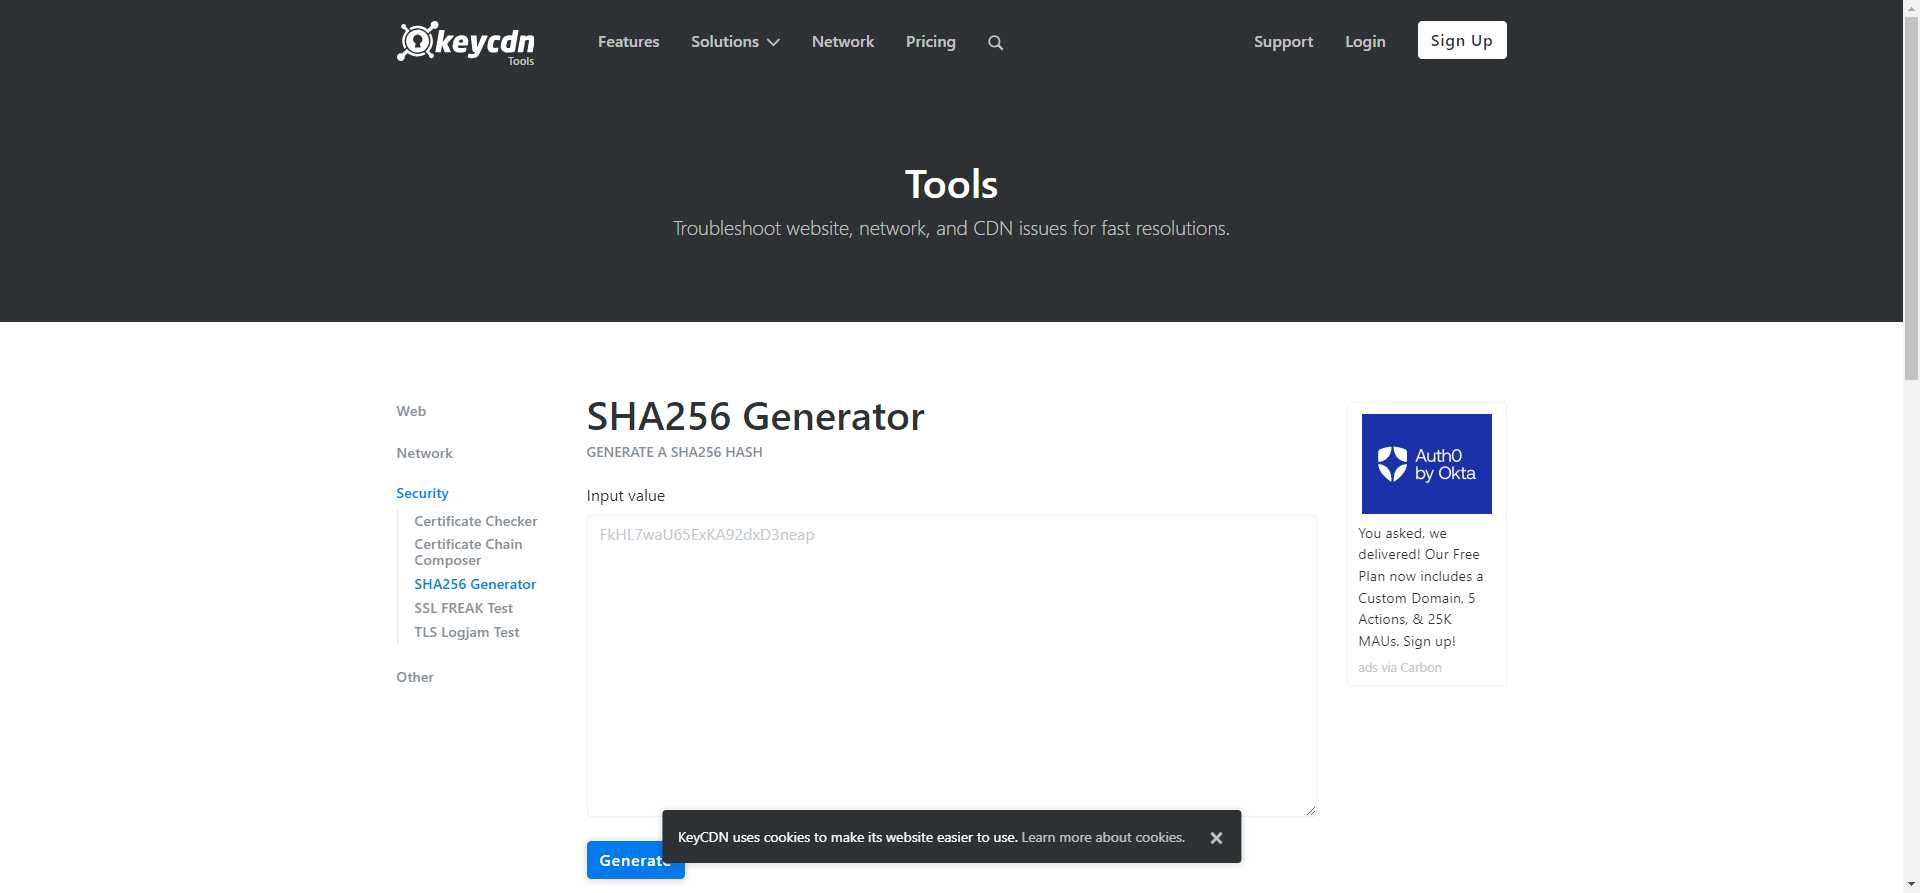 keycdn
Tools
Features
Solutions
Network
Pricing
Support
Login
Sign Up
Tools
Troubleshoot website, network, and CDN issues for fast resolutions.
Web
Network
Security
Certificate Checker
Certificate Chain
Composer
SHA256 Generator
SSL FREAK Test
TLS Logjam Test
Other
SHA256 Generator
GENERATE A SHA256 HASH
Input value
FkHL7waU65ExKA92dxD3neap
Generate
Auth0
by Okta
You asked, we
delivered! Our Free
Plan now includes a
Custom Domain, 5
Actions, & 25K
MAUs. Sign up!
ads via Carbon
KeyCDN uses cookies to make its website easier to use. Learn more about cookies.